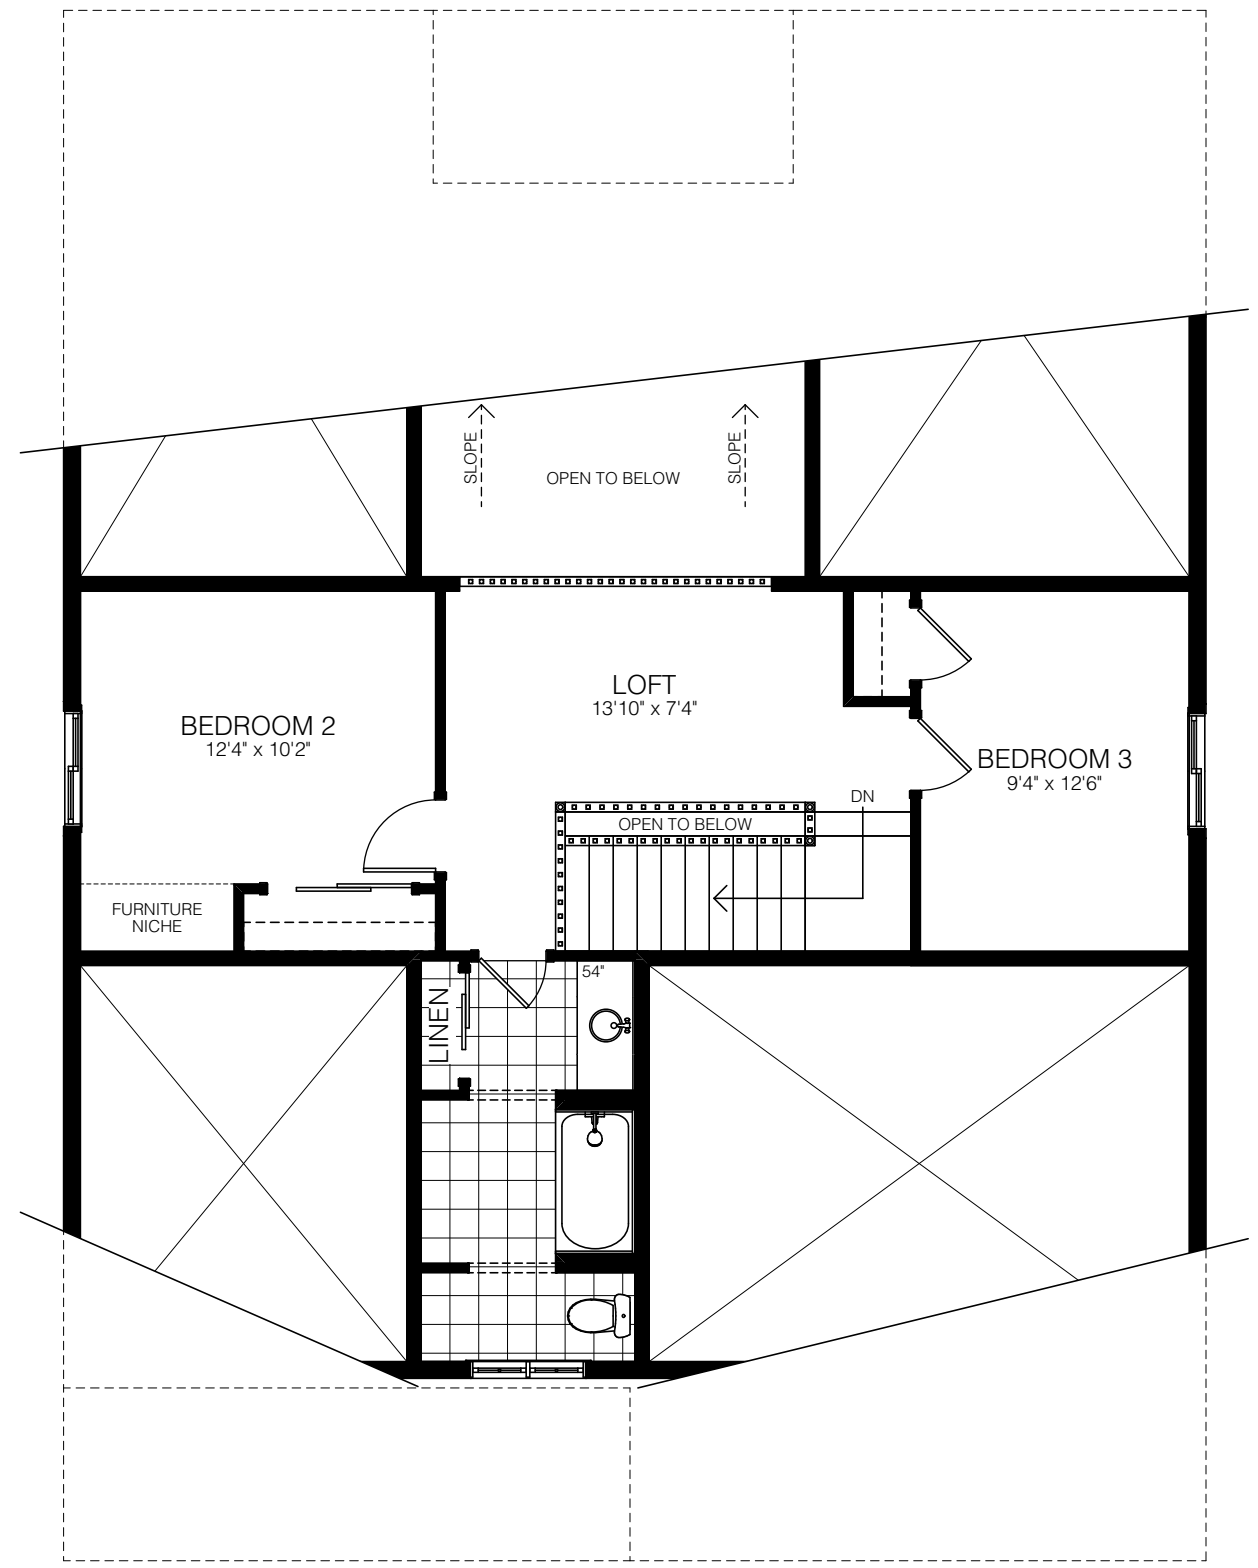 SLOPE
OPEN TO BELOW
SLOPE
LOFT
13'10" x 7'4"
BEDROOM 2
12'4" x 10'2"
BEDROOM 3
9'4" x 12'6"
DN
OPEN TO BELOW
FURNITURE
NICHE
54"
LINEN